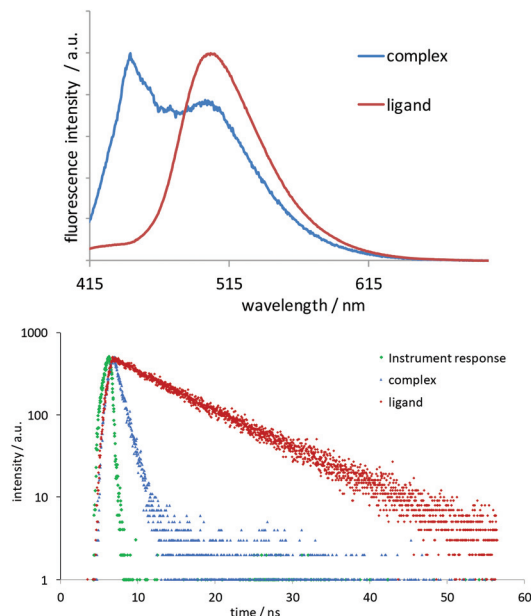 fluorescence intensity / a.u.
complex
ligand
415
515
615
wavelength / nm
1000
100
10
1
intensity / a.u.
Instrument response
complex
ligand
0
10
20
30
40
50
60
time / ns